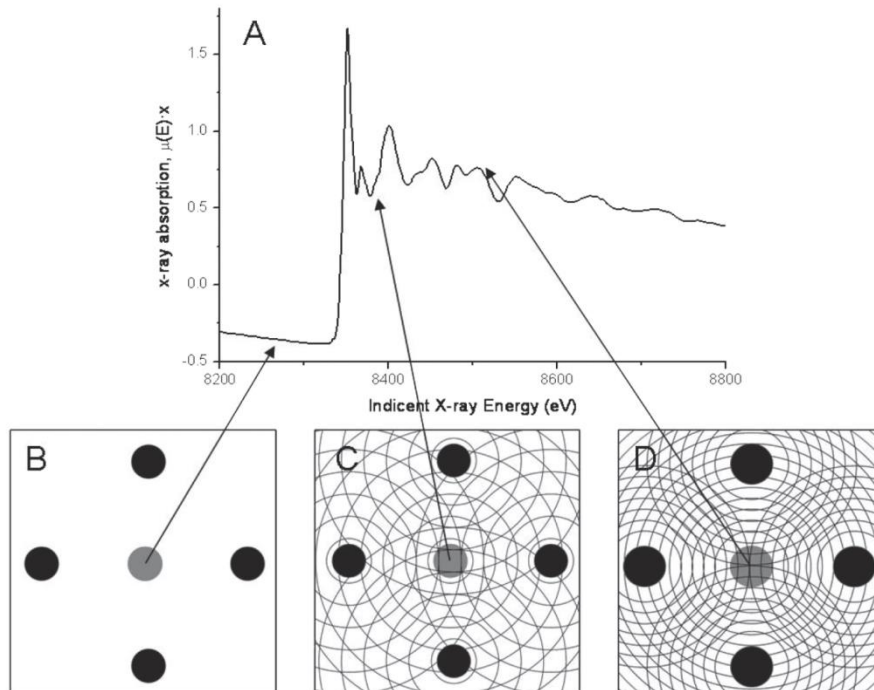 A
1.5
1.0
0.5
0.0
-0.5
x-ray absorption, μ(E)·x
8200
8400
8600
8800
Indicent X-ray Energy (eV)
B
C
D